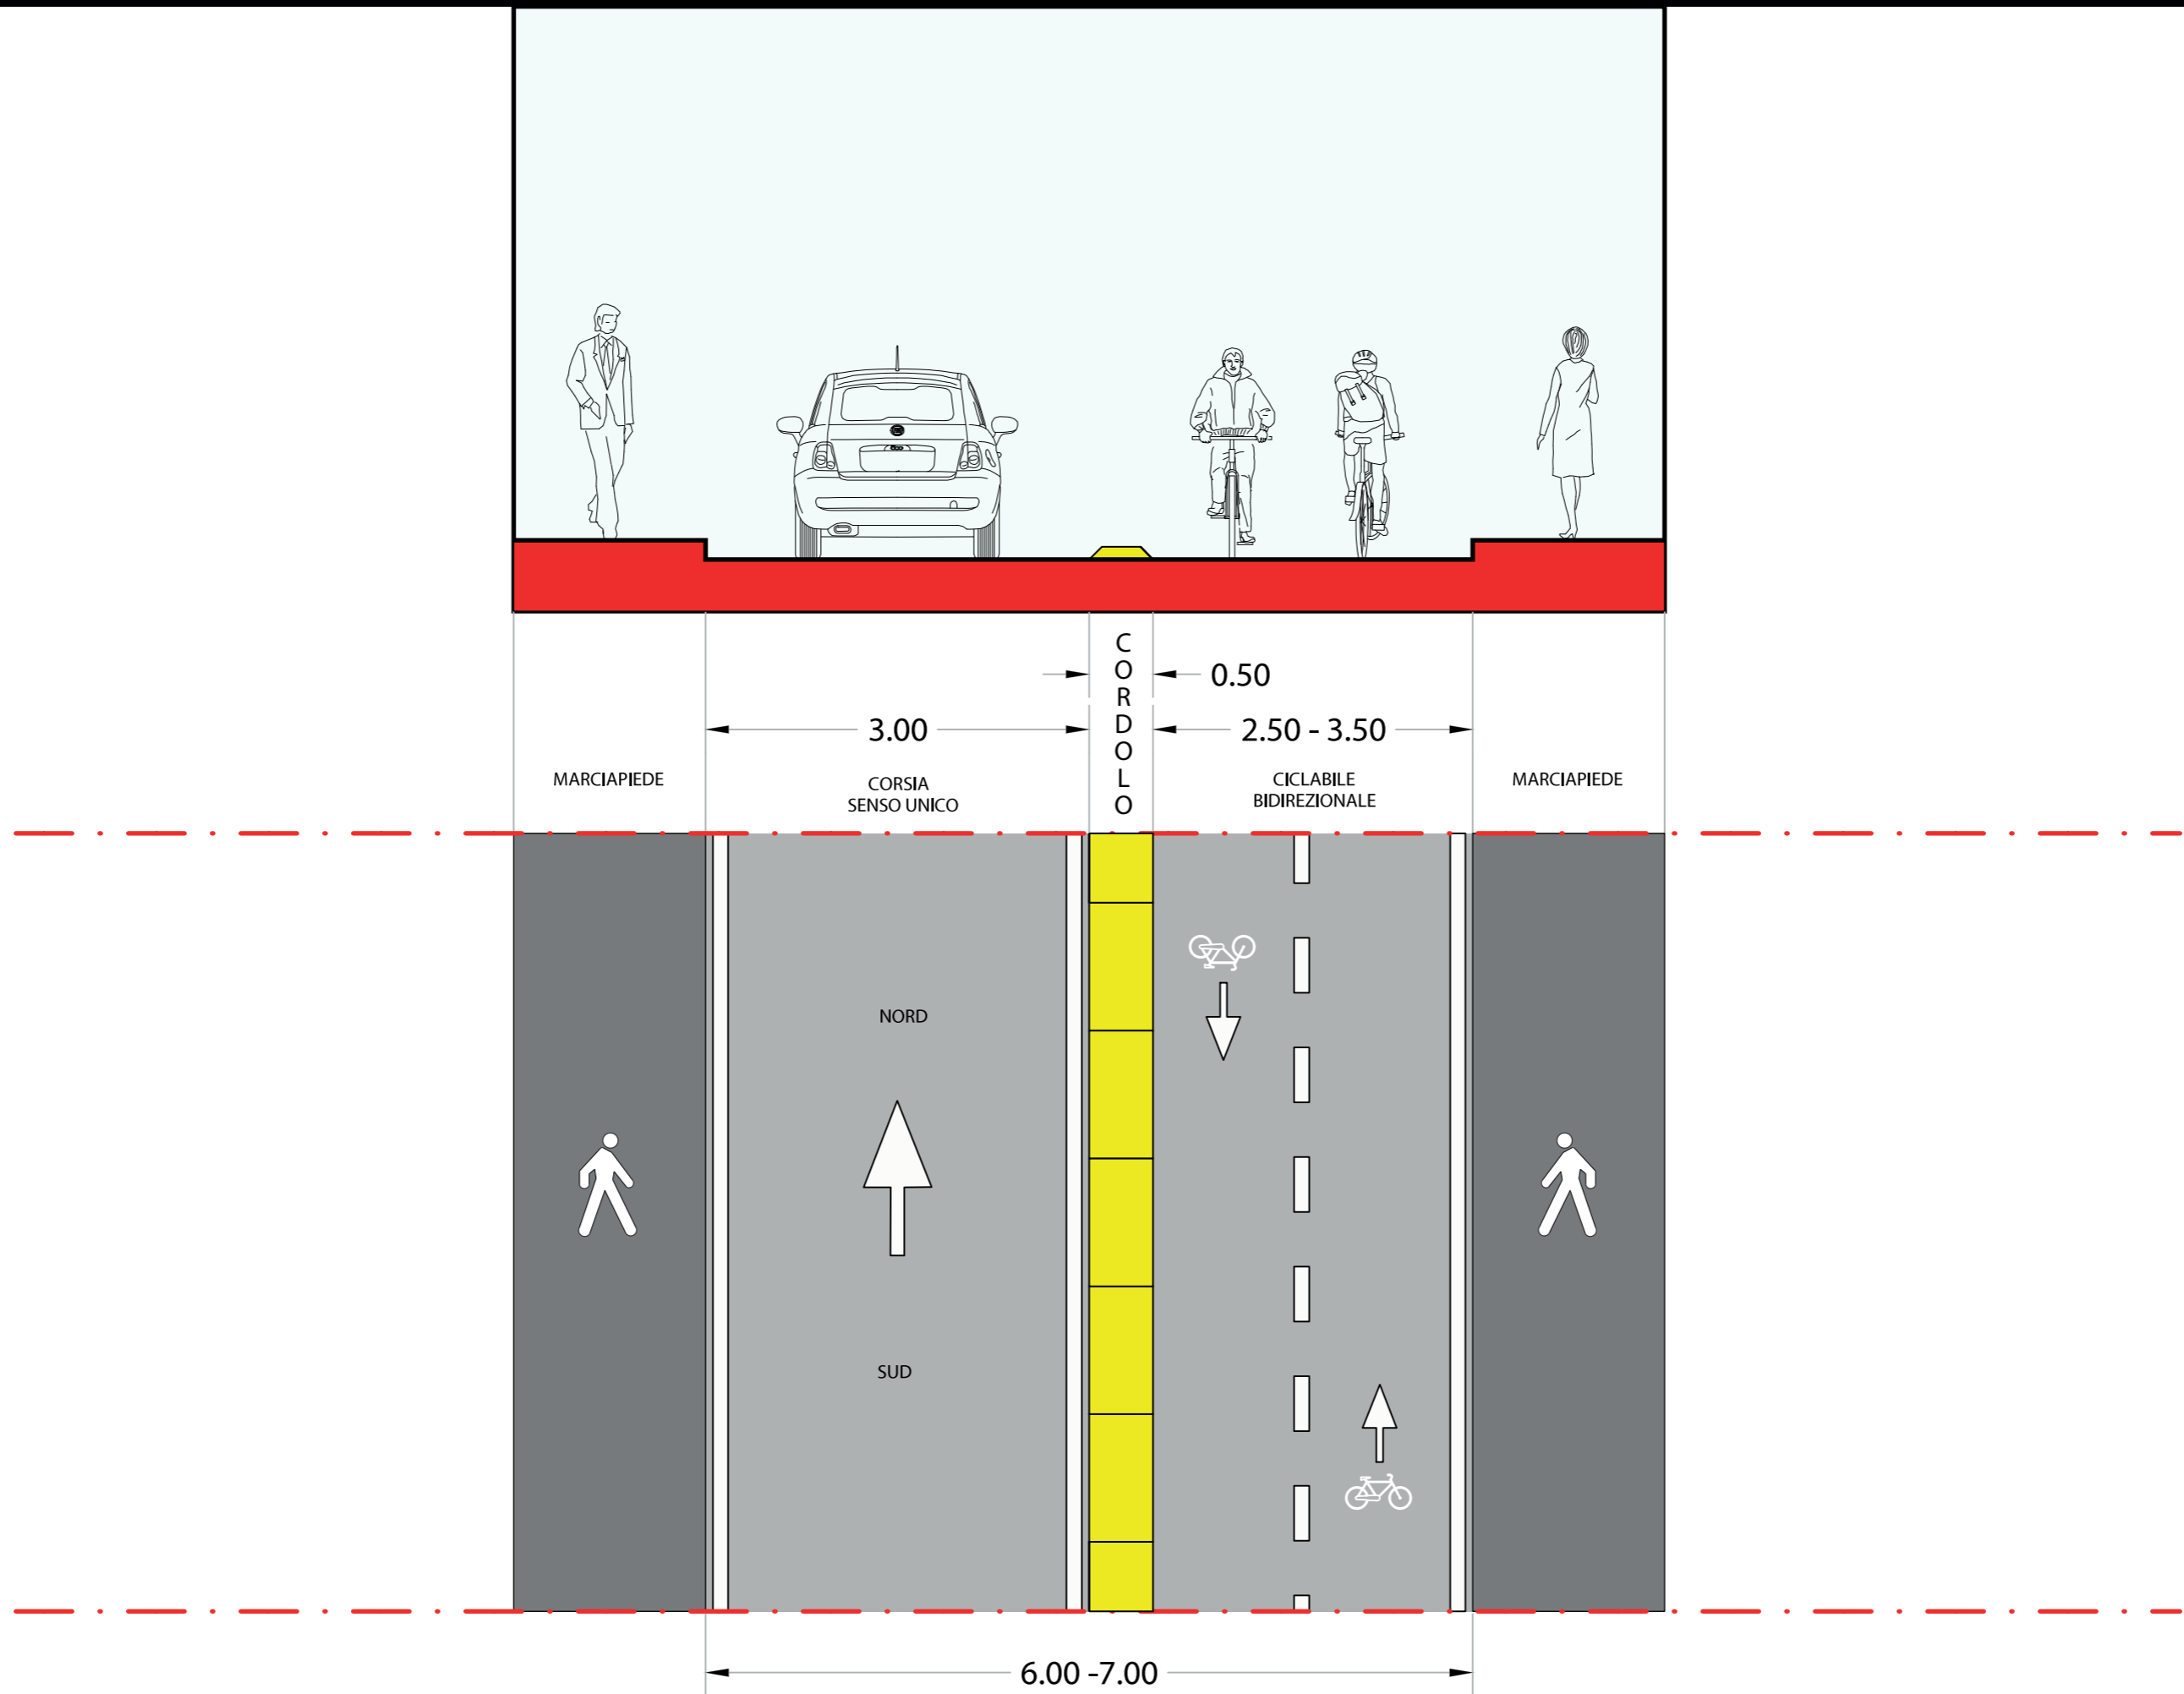 CORDOLO
0.50
3.00
2.50 - 3.50
MARCIAPIEDE
CORSIA
SENSO UNICO
CICLABILE
BIDIREZIONALE
MARCIAPIEDE
NORD
SUD
6.00 -7.00